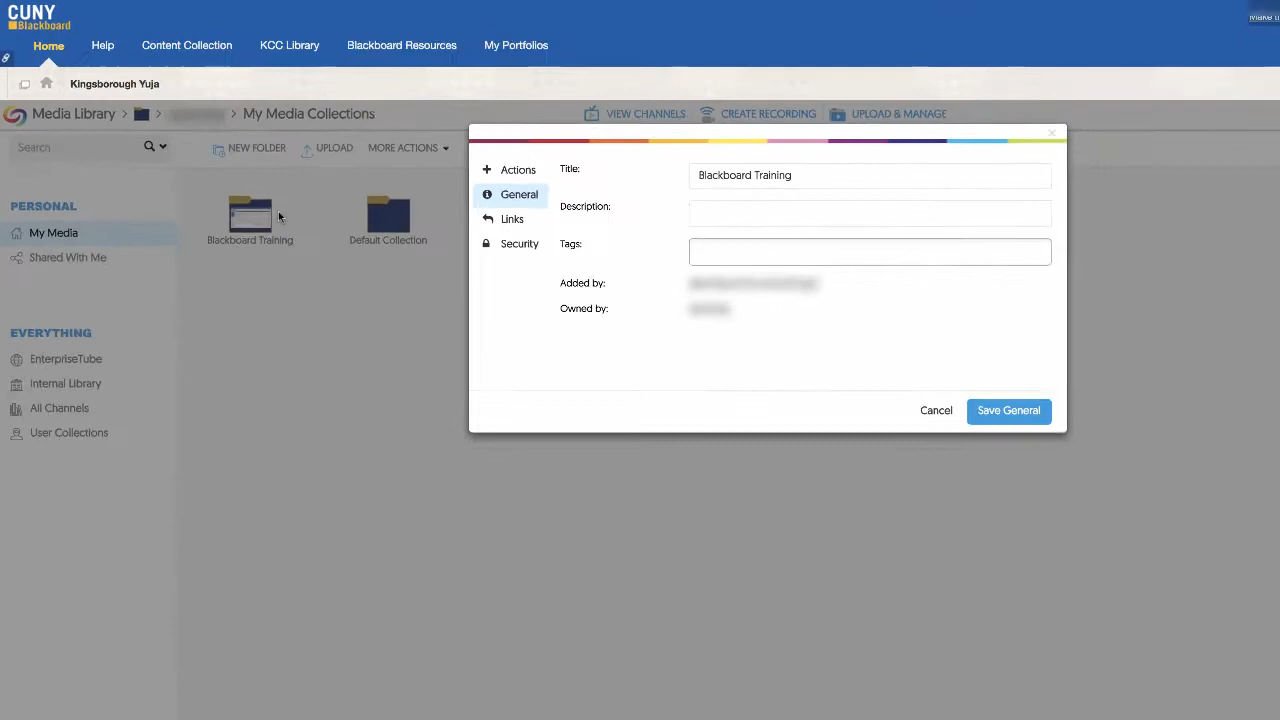 CUNY
Blackboard
Home Help Content Collection KCC Library Blackboard Resources My Portfolios
Kingsborough Yuja
Media Library > > > My Media Collections VIEW CHANNELS CREATE RECORDING UPLOAD & MANAGE
Search NEW FOLDER UPLOAD MORE ACTIONS
PERSONAL
My Media
Shared With Me
EVERYTHING
EnterpriseTube
Internal Library
All Channels
User Collections
Blackboard Training Default Collection
Actions
General
Links
Security
Title: Blackboard Training
Description:
Tags:
Added by:
Owned by:
Cancel Save General